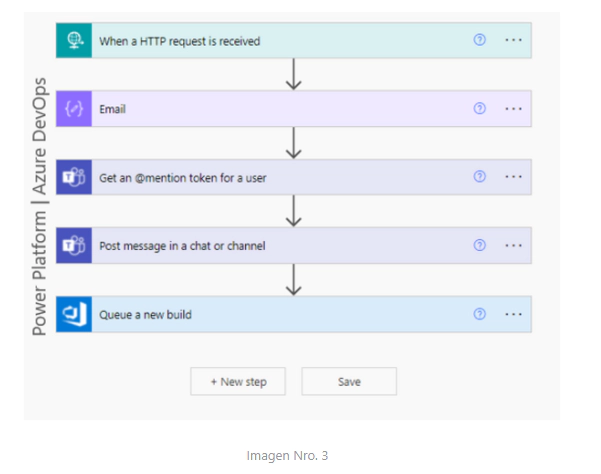 Power Platform | Azure DevOps
When a HTTP request is received
Email
Get an @mention token for a user
Post message in a chat or channel
Queue a new build
+ New step
Save
Imagen Nro. 3